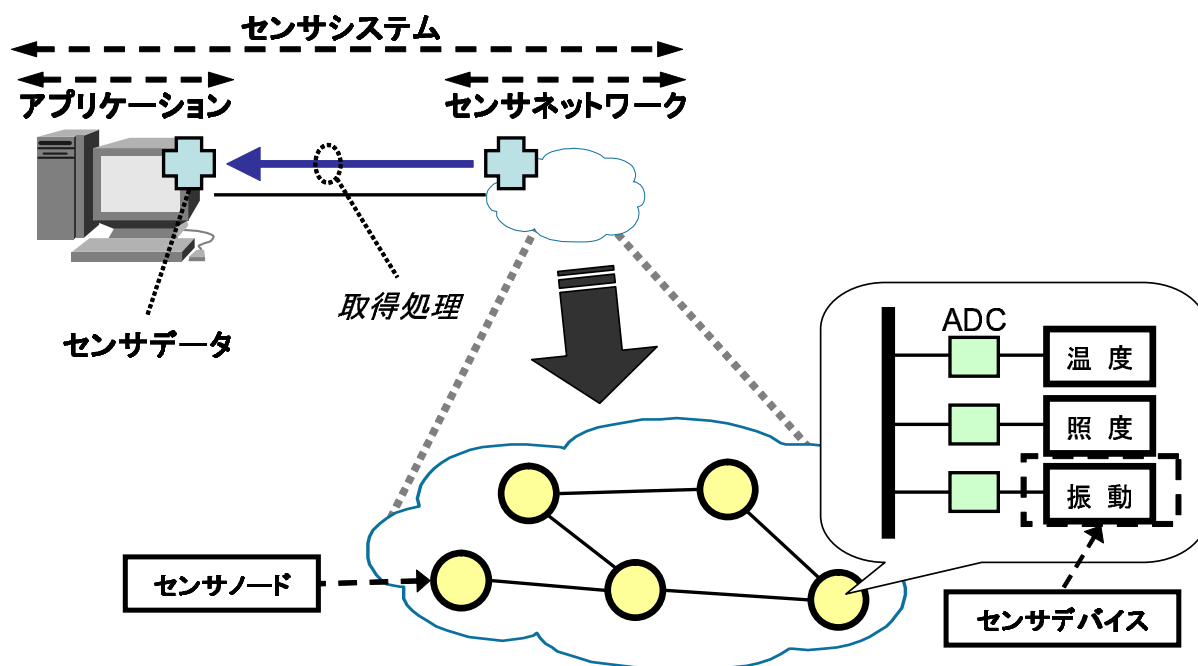 センサシステム
アプリケーション
センサネットワーク
取得処理
センサデータ
ADC
温度
照度
振動
センサノード
センサデバイス